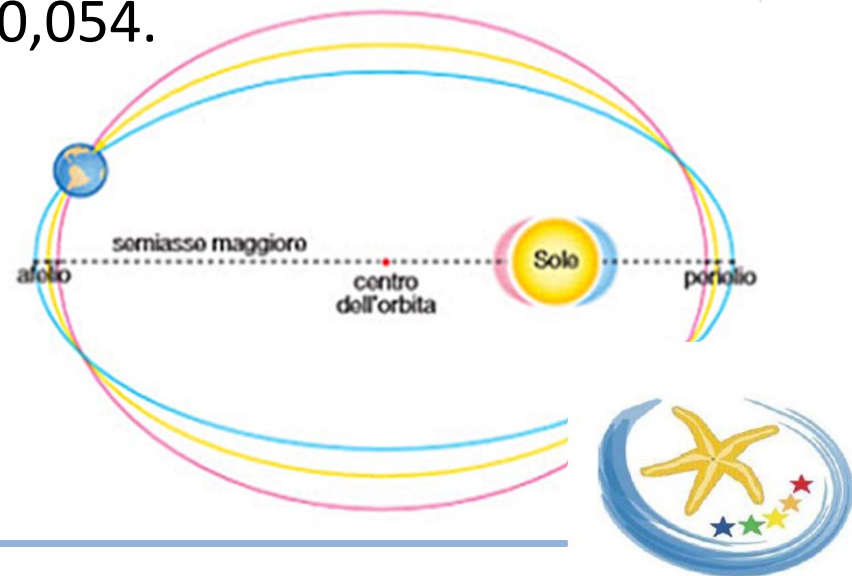 0,054.
semiasse maggiore
Sole
afelio
perielio
centro
dell'orbita